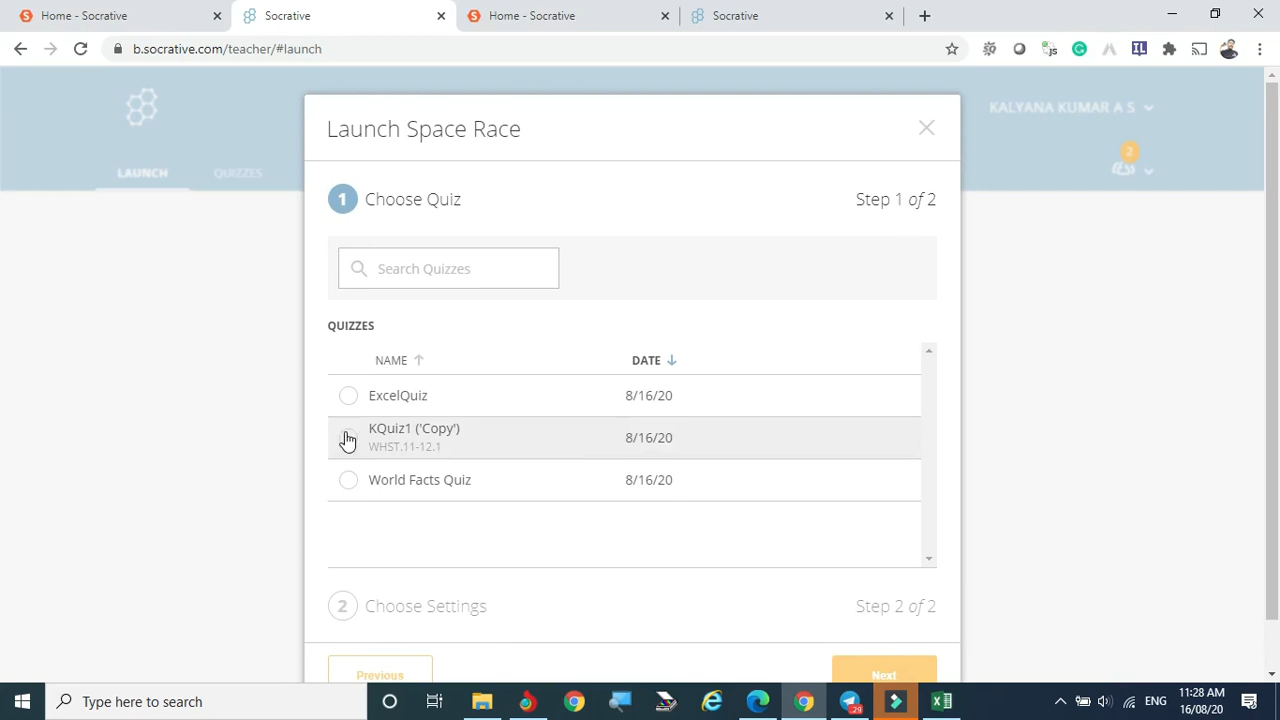 Home - Socrative
Socrative
Home - Socrative
Socrative
b.socrative.com/teacher/#launch
KALYANA KUMAR A S
2
LAUNCH
QUIZZES
Launch Space Race
1 Choose Quiz
Step 1 of 2
Search Quizzes
QUIZZES
NAME
DATE
ExcelQuiz
8/16/20
KQuiz1 ('Copy')
WHST.11-12.1
8/16/20
World Facts Quiz
8/16/20
2 Choose Settings
Step 2 of 2
Previous
Next
Type here to search
29
ENG
11:28 AM
16/08/20